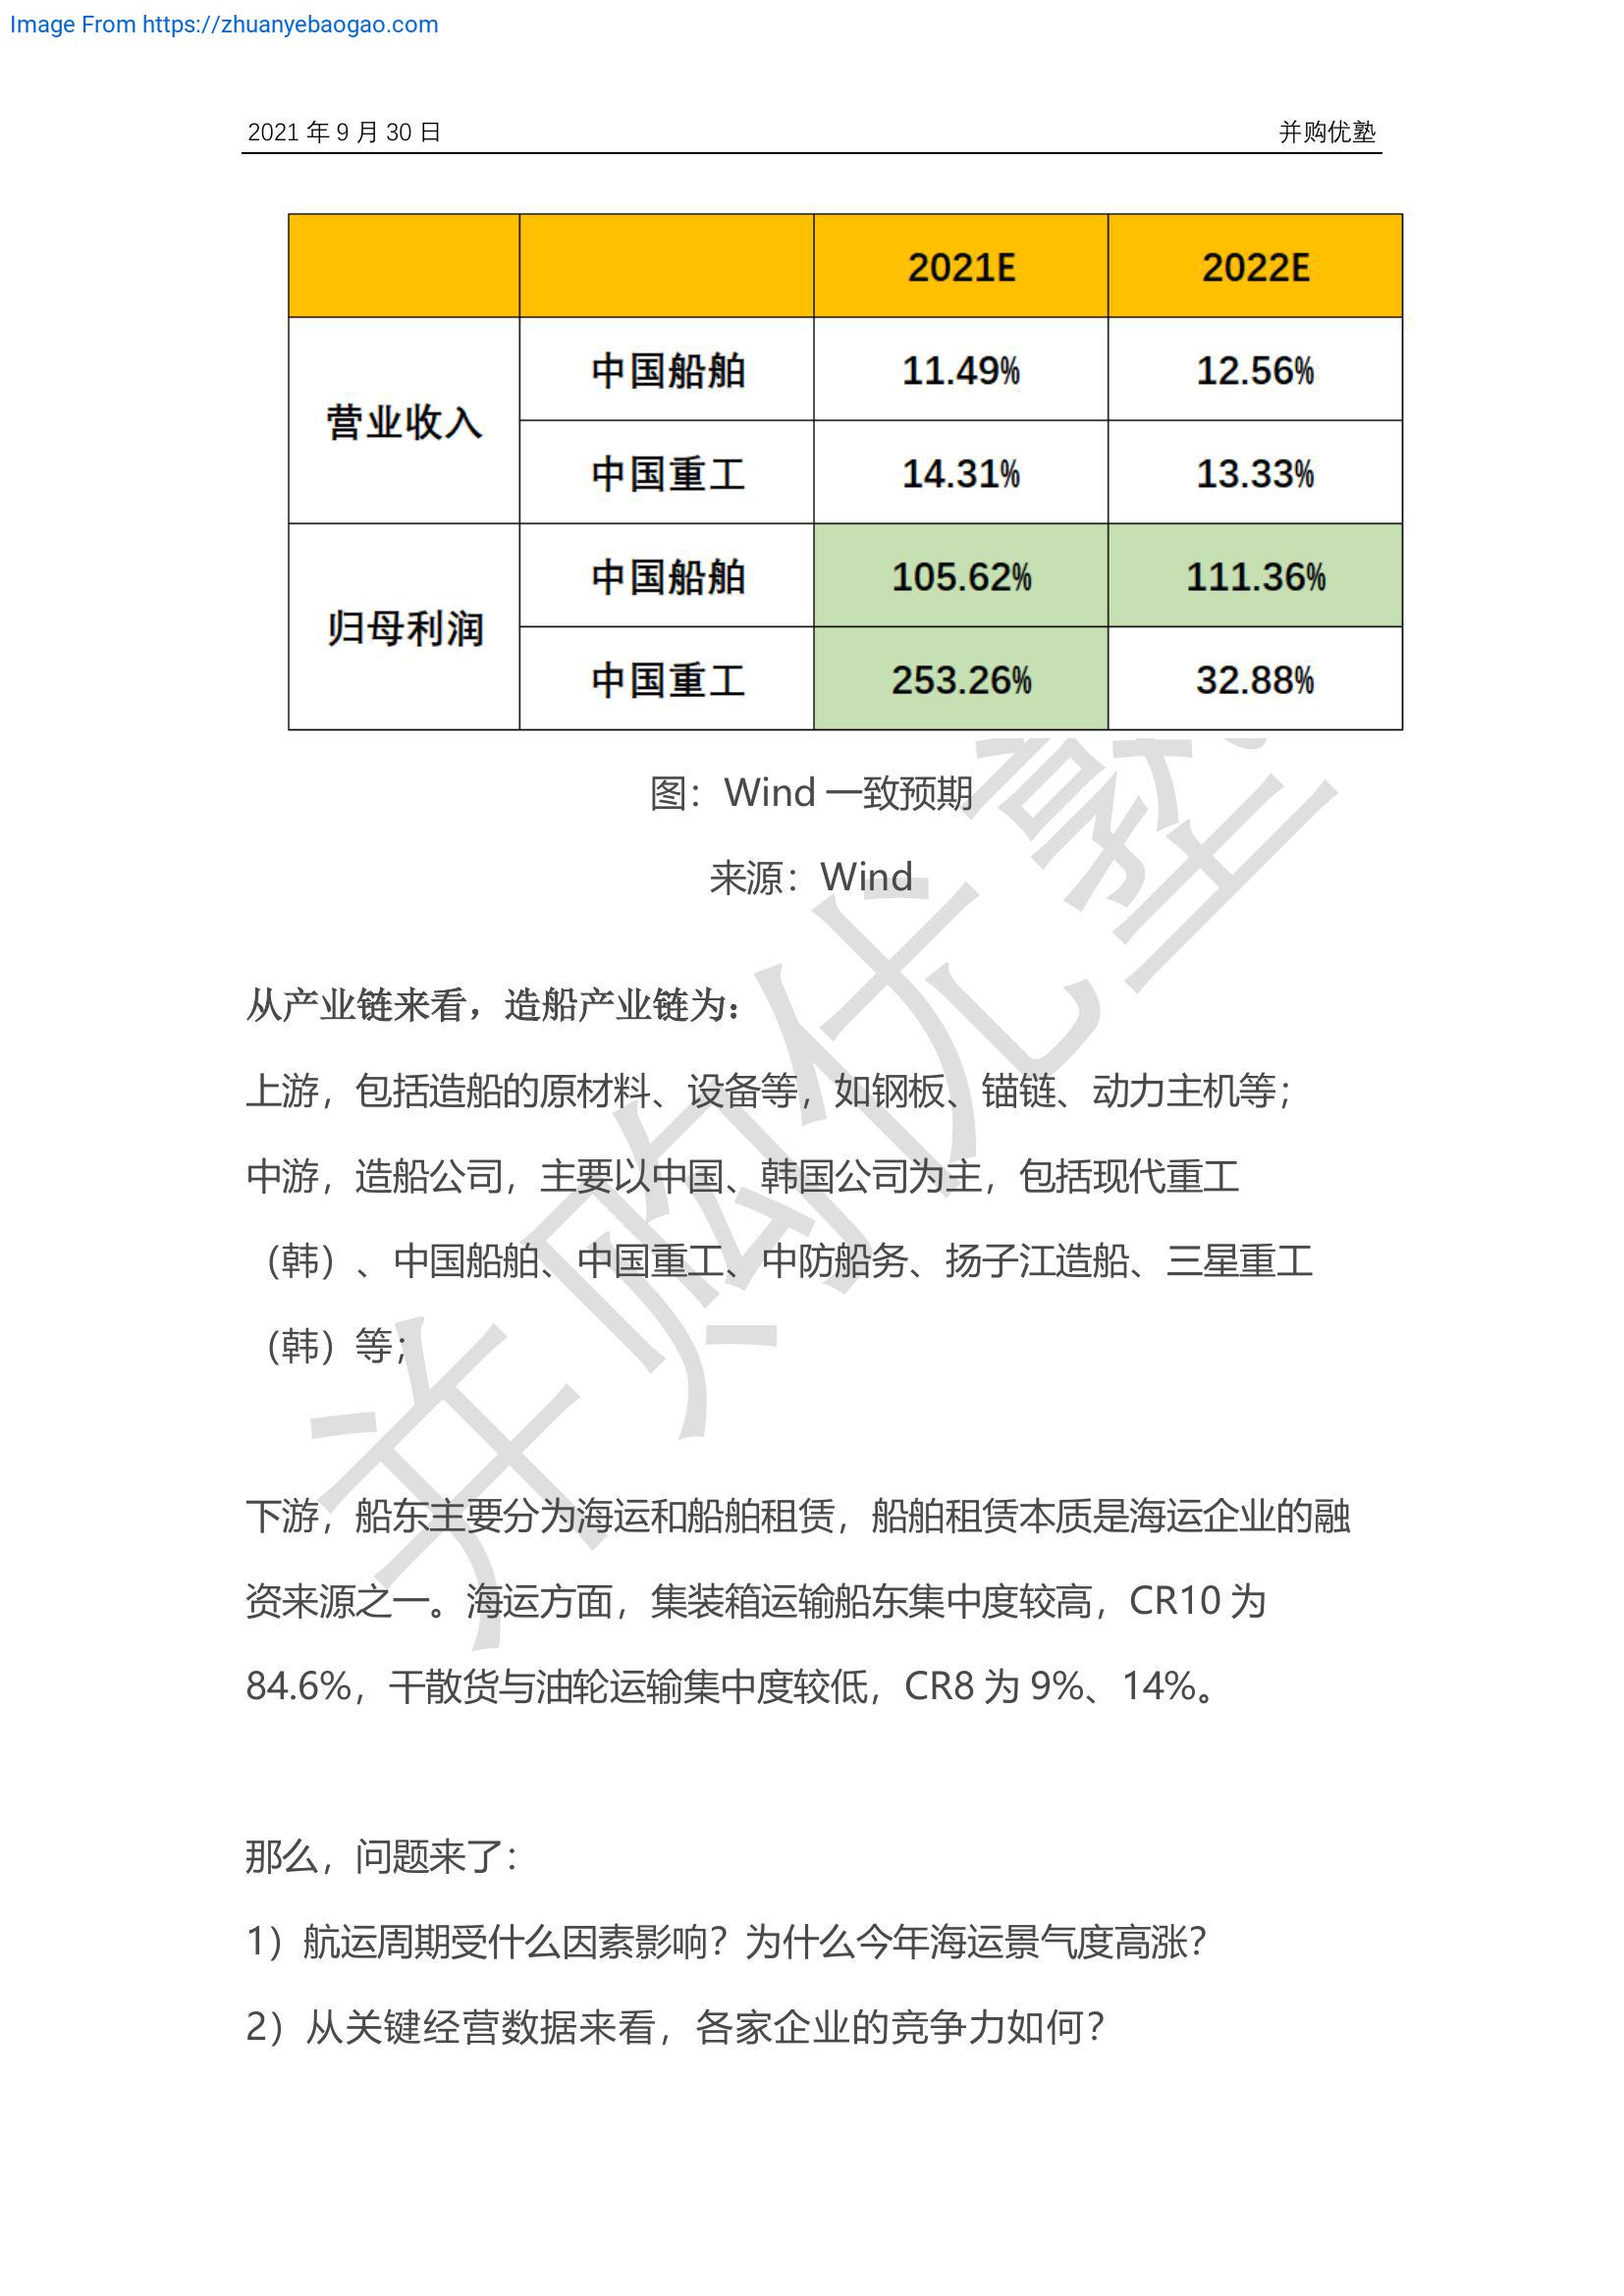 Image From https://zhuanyebaogao.com
2021 年 9 月 30 日 并购优塾
2021E 2022E
营业收入 中国船舶 11.49% 12.56%
中国重工 14.31% 13.33%
归母利润 中国船舶 105.62% 111.36%
中国重工 253.26% 32.88%
图：Wind 一致预期
来源：Wind
从产业链来看，造船产业链为：
上游，包括造船的原材料、设备等，如钢板、锚链、动力主机等；
中游，造船公司，主要以中国、韩国公司为主，包括现代重工
（韩）、中国船舶、中国重工、中防船务、扬子江造船、三星重工
（韩）等；
下游，船东主要分为海运和船舶租赁，船舶租赁本质是海运企业的融
资来源之一。海运方面，集装箱运输船东集中度较高，CR10 为
84.6%，干散货与油轮运输集中度较低，CR8 为 9%、14%。
那么，问题来了：
1）航运周期受什么因素影响？为什么今年海运景气度高涨？
2）从关键经营数据来看，各家企业的竞争力如何？
并购优塾